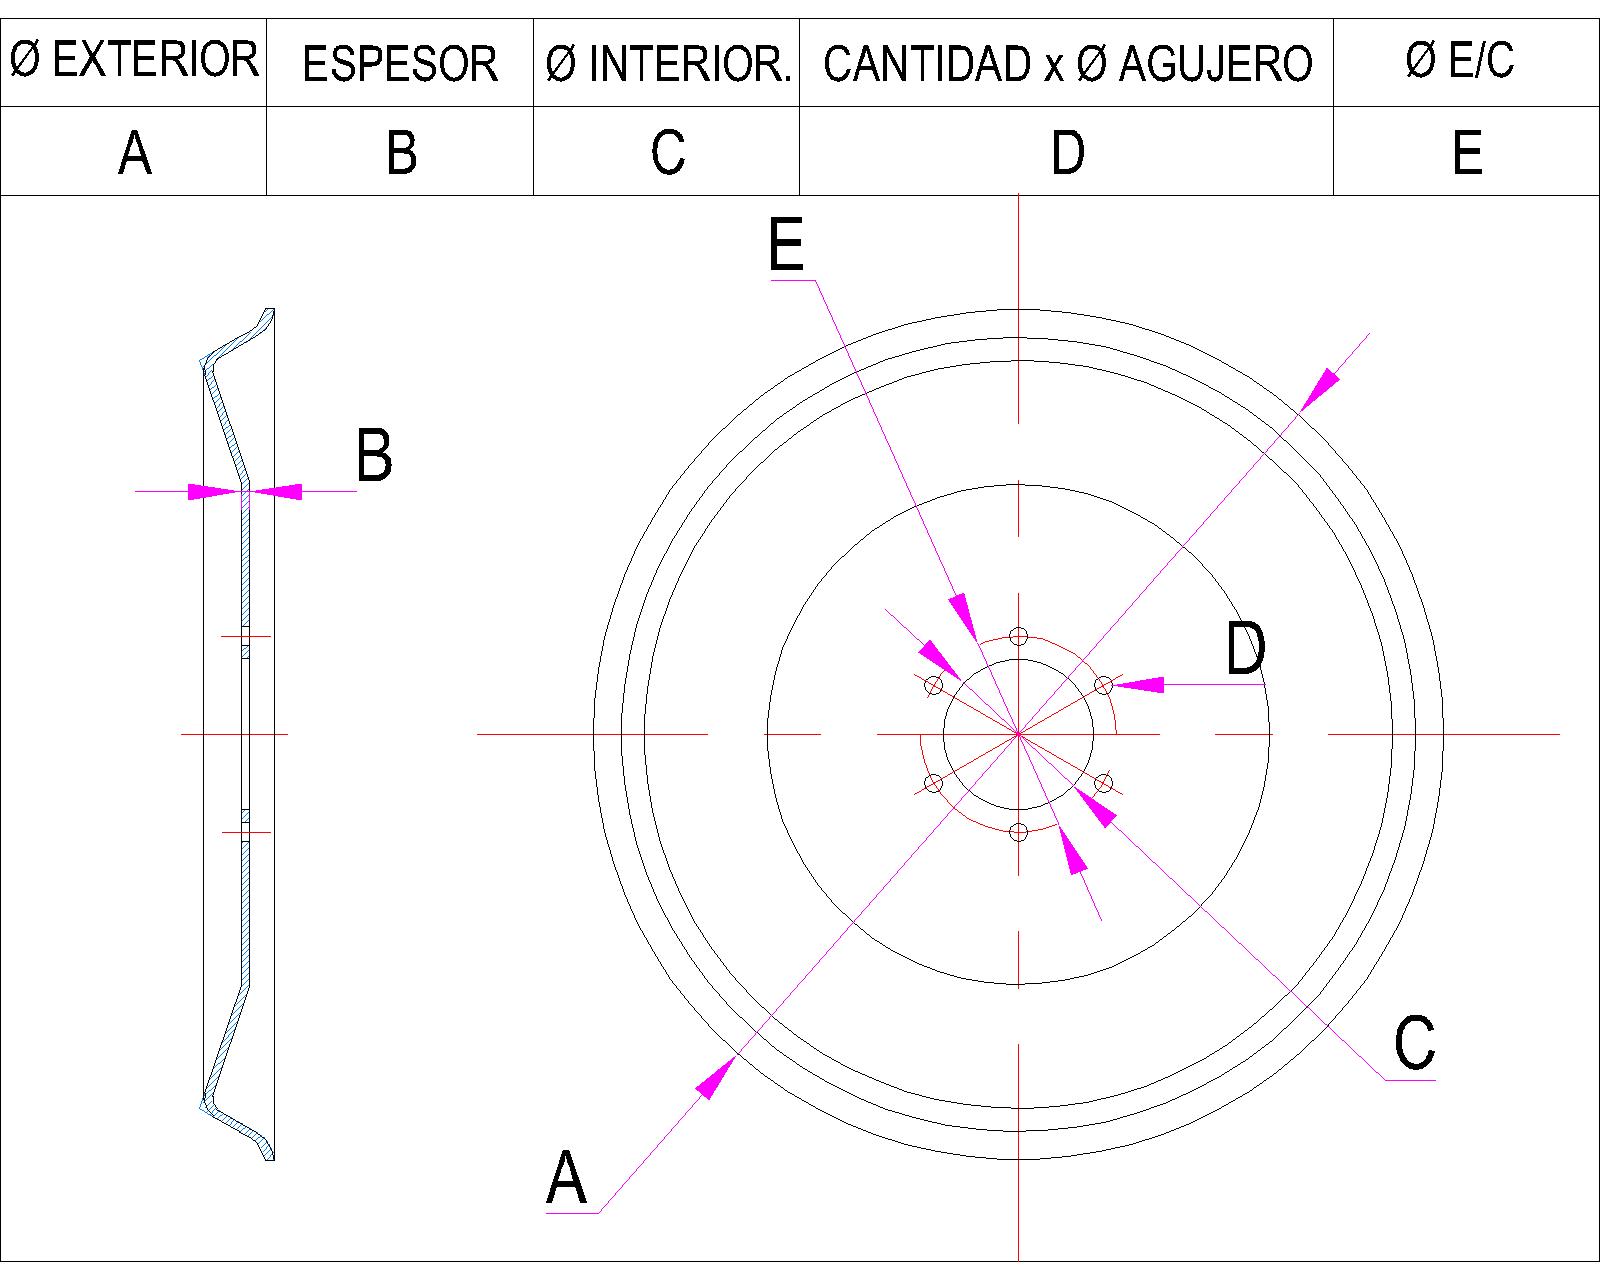 Ø EXTERIOR ESPESOR Ø INTERIOR. CANTIDAD x Ø AGUJERO Ø E/C
A B C D E
E
B
D
C
A